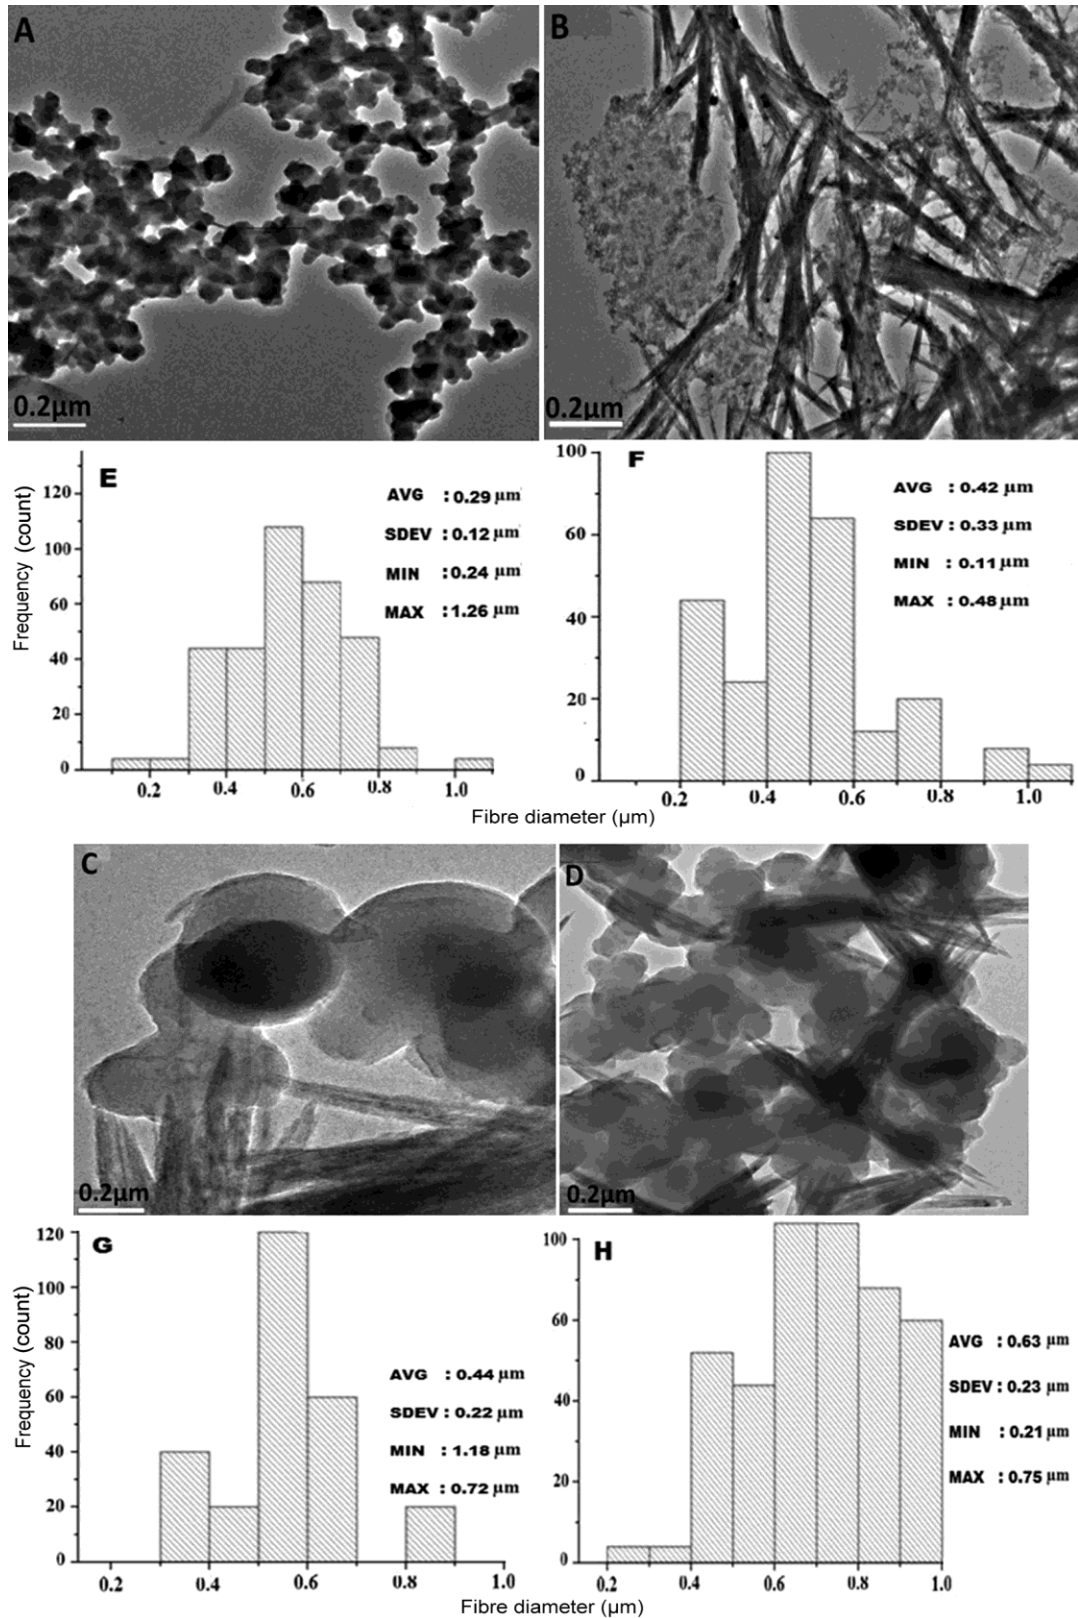 A
B
0.2µm
0.2µm
E
AVG : 0.29 µm
SDEV : 0.12 µm
MIN : 0.24 µm
MAX : 1.26 µm
Frequency (count)
120
100
60
40
20
0
0.2 0.4 0.6 0.8 1.0
F
AVG : 0.42 µm
SDEV : 0.33 µm
MIN : 0.11 µm
MAX : 0.48 µm
100
60
40
20
0
0.2 0.4 0.6 0.8 1.0
Fibre diameter (µm)
C
D
0.2µm
0.2µm
G
AVG : 0.44 µm
SDEV : 0.22 µm
MIN : 1.18 µm
MAX : 0.72 µm
Frequency (count)
120
100
80
60
40
20
0
0.2 0.4 0.6 0.8 1.0
H
AVG : 0.63 µm
SDEV : 0.23 µm
MIN : 0.21 µm
MAX : 0.75 µm
100
60
40
20
0
0.2 0.4 0.6 0.8 1.0
Fibre diameter (µm)